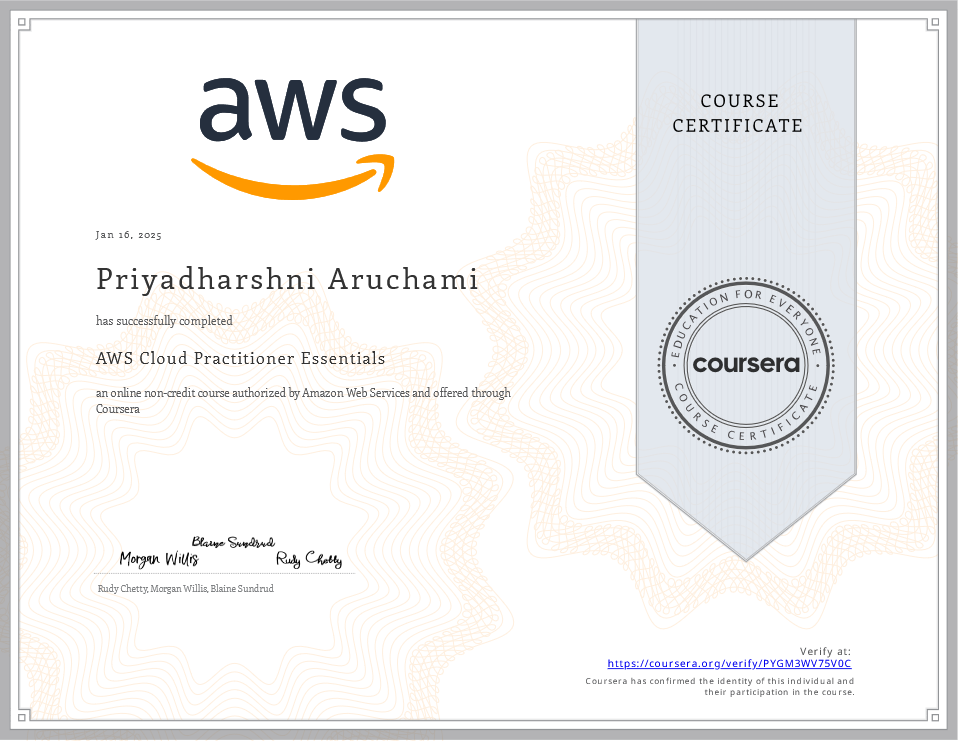 aws
COURSE
CERTIFICATE
Jan 16, 2025
Priyadharshni Aruchami
has successfully completed
AWS Cloud Practitioner Essentials
an online non-credit course authorized by Amazon Web Services and offered through
Coursera
EDUCATION FOR EVERYONE
coursera
COURSE CERTIFICATE
Blaine Sundrud
Morgan Willis
Rudy Chetty
Rudy Chetty, Morgan Willis, Blaine Sundrud
Verify at:
https://coursera.org/verify/PYGM3WV75V0C
Coursera has confirmed the identity of this individual and
their participation in the course.